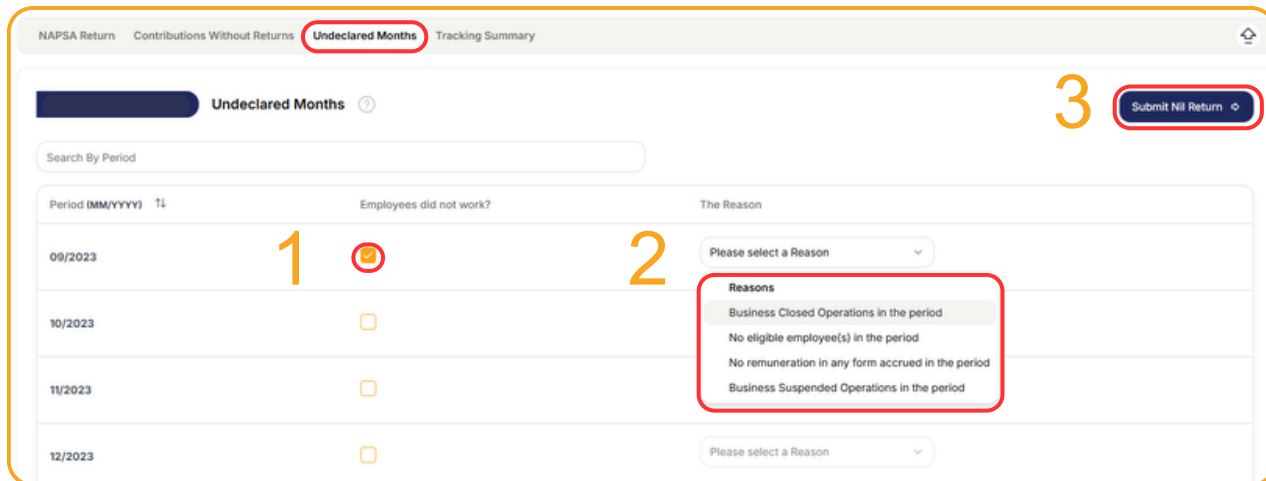 NAPSA Return Contributions Without Returns Undeclared Months Tracking Summary
Undeclared Months ?
3
Submit Nil Return
Search By Period
Period (MM/YYYY) Employees did not work? The Reason
09/2023 1 2 Please select a Reason
Reasons
Business Closed Operations in the period
10/2023
No eligible employee(s) in the period
No remuneration in any form accrued in the period
11/2023
Business Suspended Operations in the period
12/2023 Please select a Reason